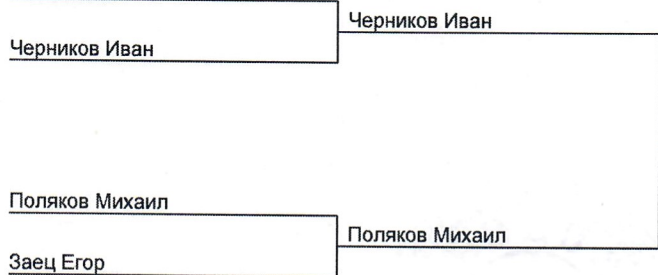 Черников Иван
Черников Иван
Поляков Михаил
Поляков Михаил
Заец Егор